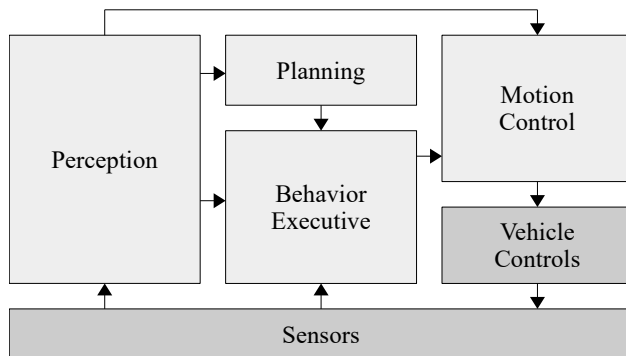 Perception
Planning
Behavior
Executive
Motion
Control
Vehicle
Controls
Sensors